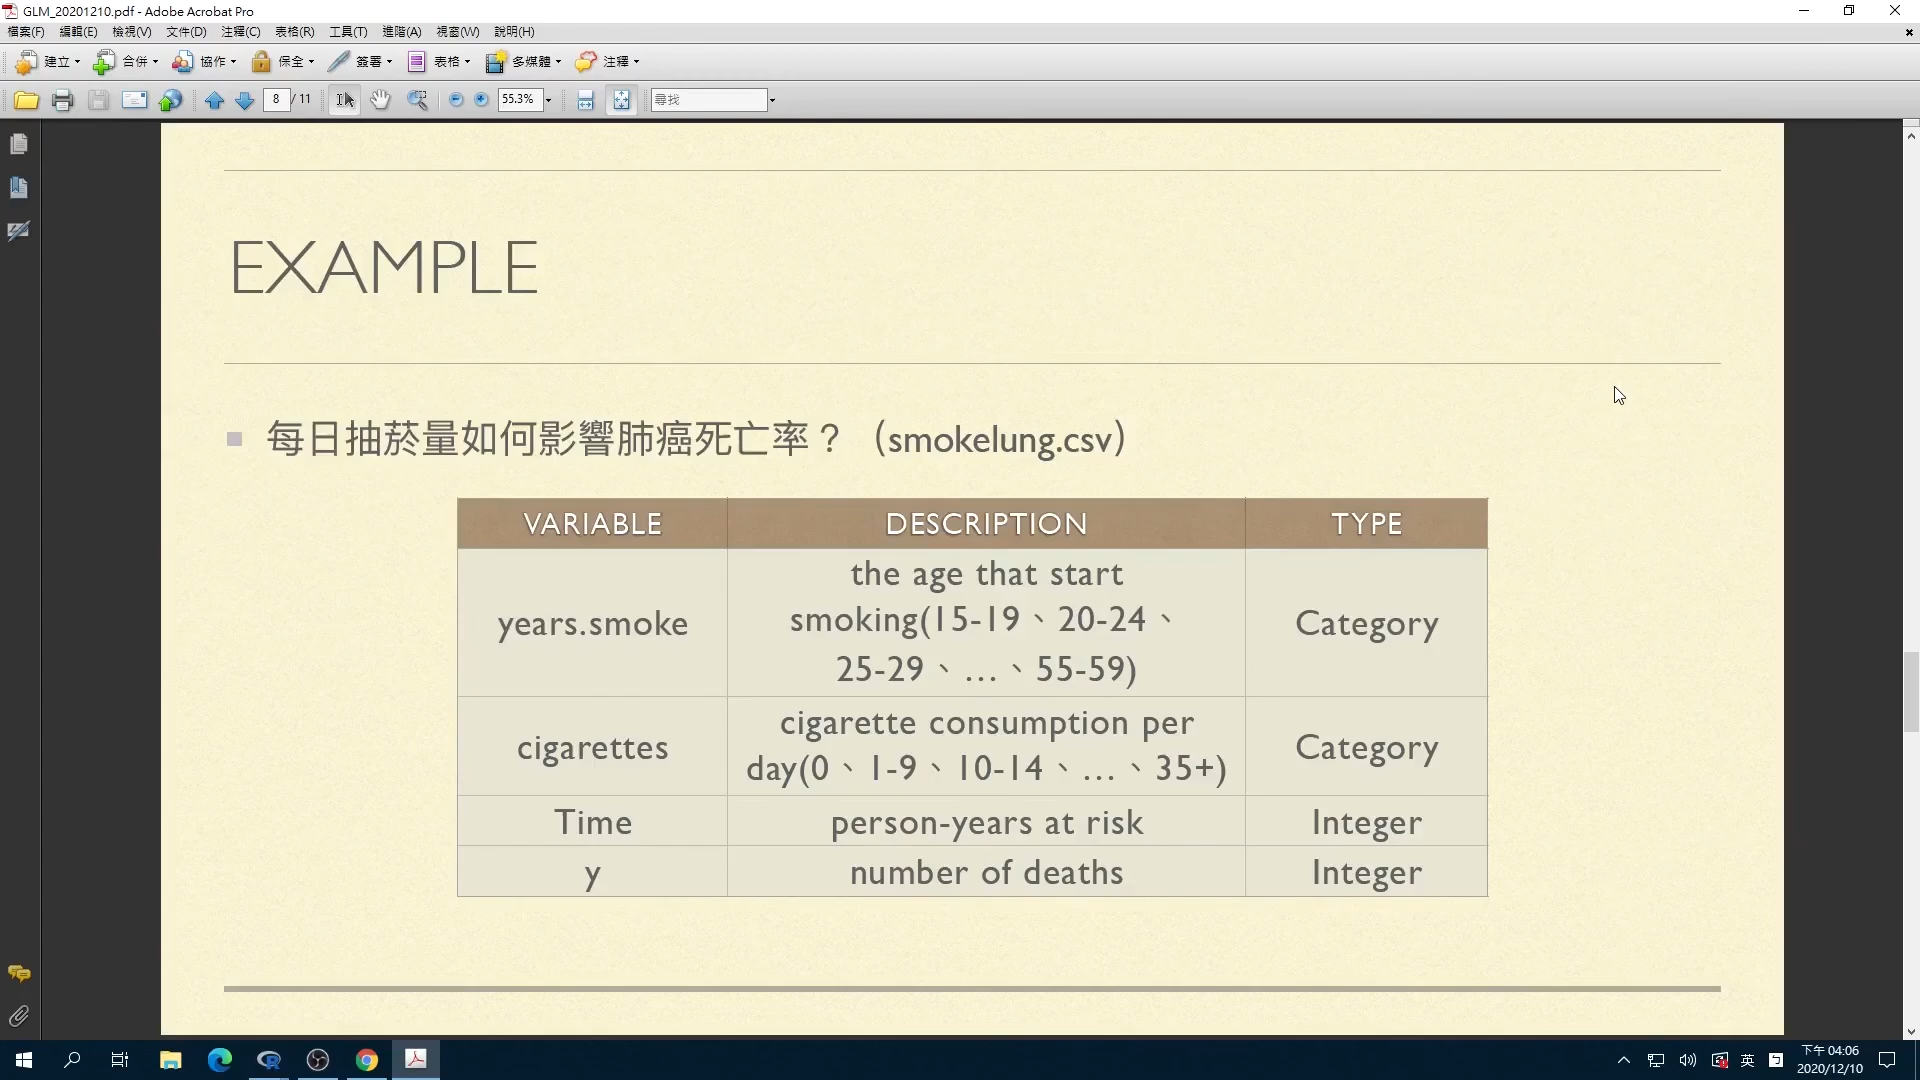 GLM_20201210.pdf - Adobe Acrobat Pro
檔案(F) 編輯(E) 檢視(V) 文件(D) 注釋(C) 表格(R) 工具(T) 進階(A) 視窗(W) 說明(H)
建立 合併 協作 保全 簽署 表格 多媒體 注釋
8 / 11 55.3% 尋找
EXAMPLE
每日抽菸量如何影響肺癌死亡率？（smokelung.csv）
VARIABLE DESCRIPTION TYPE
the age that start
years.smoke smoking(15-19、20-24、 Category
25-29、…、55-59)
cigarette consumption per
cigarettes Category
day(0、1-9、10-14、…、35+)
Time person-years at risk Integer
y number of deaths Integer
英
下午 04:06
2020/12/10